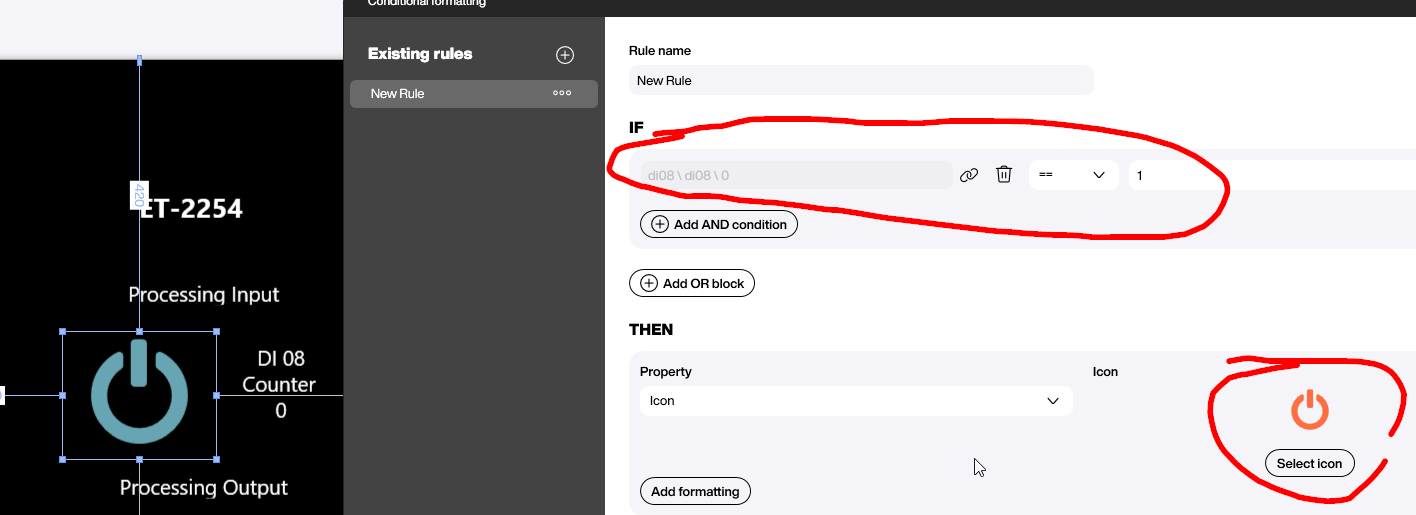 Conditional formatting
Existing rules
New Rule
Rule name
New Rule
IF
di08 \ di08 \ 0
==
1
Add AND condition
Add OR block
THEN
Property
Icon
Icon
Select icon
Add formatting
420
ET-2254
Processing Input
DI 08
Counter
0
Processing Output